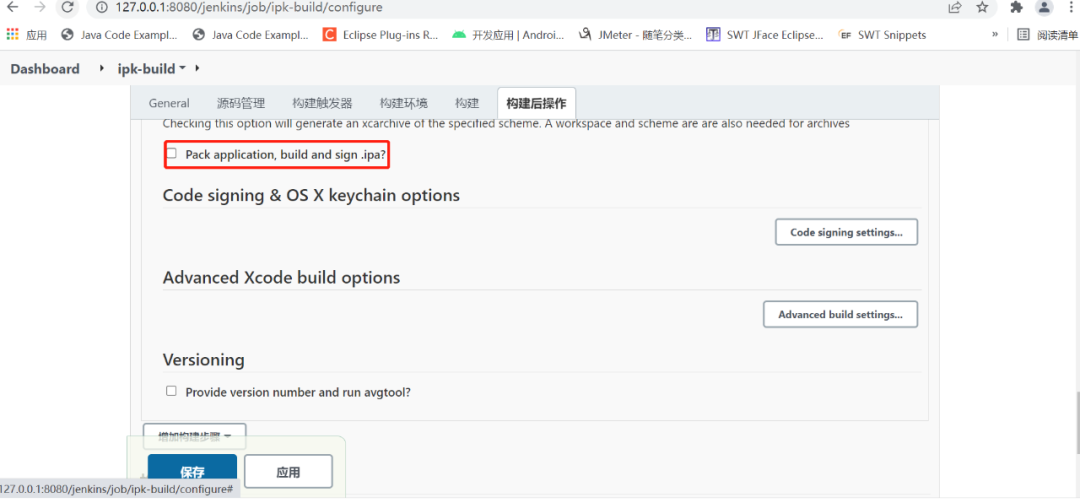 127.0.0.1:8080/jenkins/job/ipk-build/configure
应用 Java Code Exampl... Java Code Exampl... Eclipse Plug-ins R... 开发应用 | Androi... JMeter - 随笔分类... SWT JFace Eclipse... EF SWT Snippets » 阅读清单
Dashboard ipk-build
General 源码管理 构建触发器 构建环境 构建 构建后操作
Checking this option will generate an xcarchive of the specified scheme. A workspace and scheme are are also needed for archives
Pack application, build and sign .ipa?
Code signing & OS X keychain options
Code signing settings...
Advanced Xcode build options
Advanced build settings...
Versioning
Provide version number and run avgtool?
增加构建步骤
保存 应用
127.0.0.1:8080/jenkins/job/ipk-build/configure#